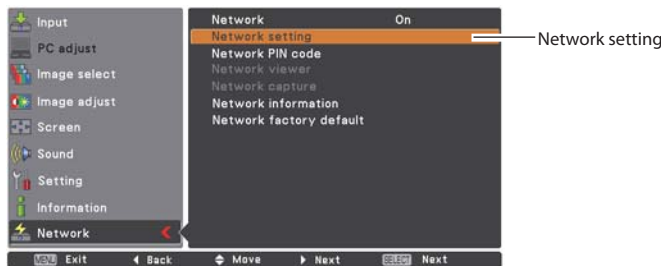 Input
PC adjust
Image select
Image adjust
Screen
Sound
Setting
Information
Network
Network On
Network setting
Network PIN code
Network viewer
Network capture
Network information
Network factory default
Network setting
MENU Exit Back Move Next SELECT Next